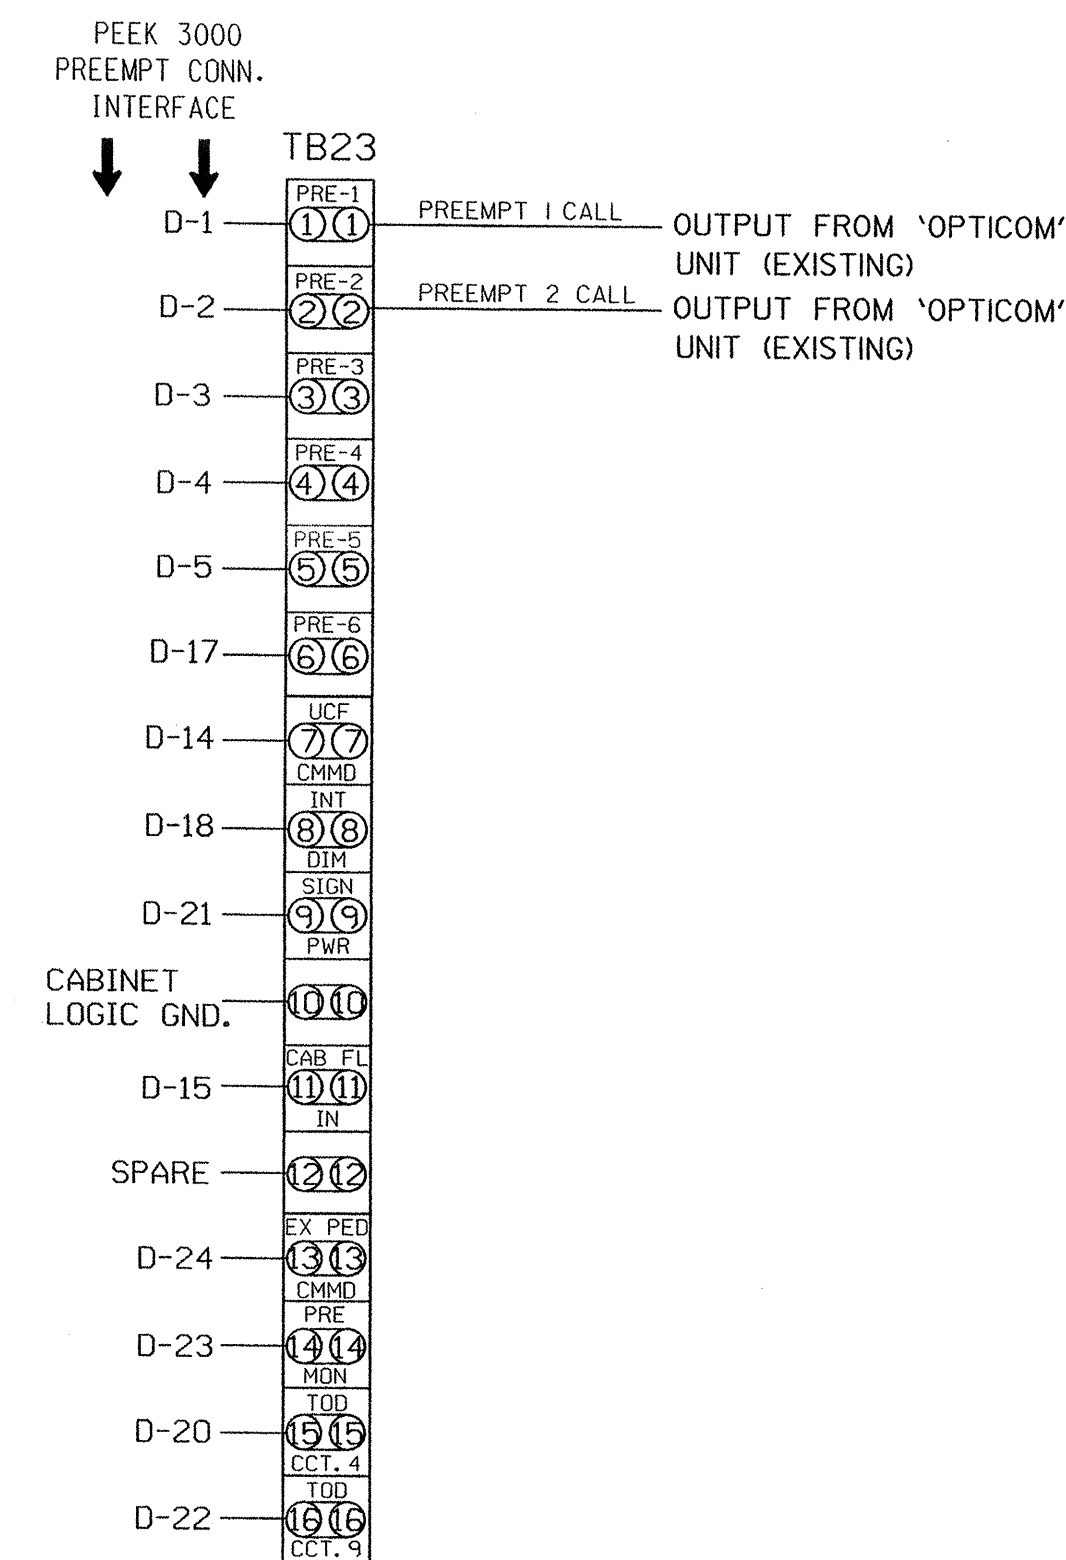 PEEK 3000
PREEMPT CONN.
INTERFACE
TB23
PRE-1
D-1 1 1 PREEMPT 1 CALL OUTPUT FROM 'OPTICOM'
UNIT (EXISTING)
PRE-2
D-2 2 2 PREEMPT 2 CALL OUTPUT FROM 'OPTICOM'
UNIT (EXISTING)
PRE-3
D-3 3 3
PRE-4
D-4 4 4
PRE-5
D-5 5 5
PRE-6
D-17 6 6
UCF
D-14 7 7
CMMD
INT
D-18 8 8
DIM
SIGN
D-21 9 9
PWR
CABINET
LOGIC GND. 10 10
CAB FL
D-15 11 11
IN
SPARE 12 12
EX PED
D-24 13 13
CMMD
PRE
D-23 14 14
MON
TOD
D-20 15 15
CCT. 4
TOD
D-22 16 16
CCT. 9